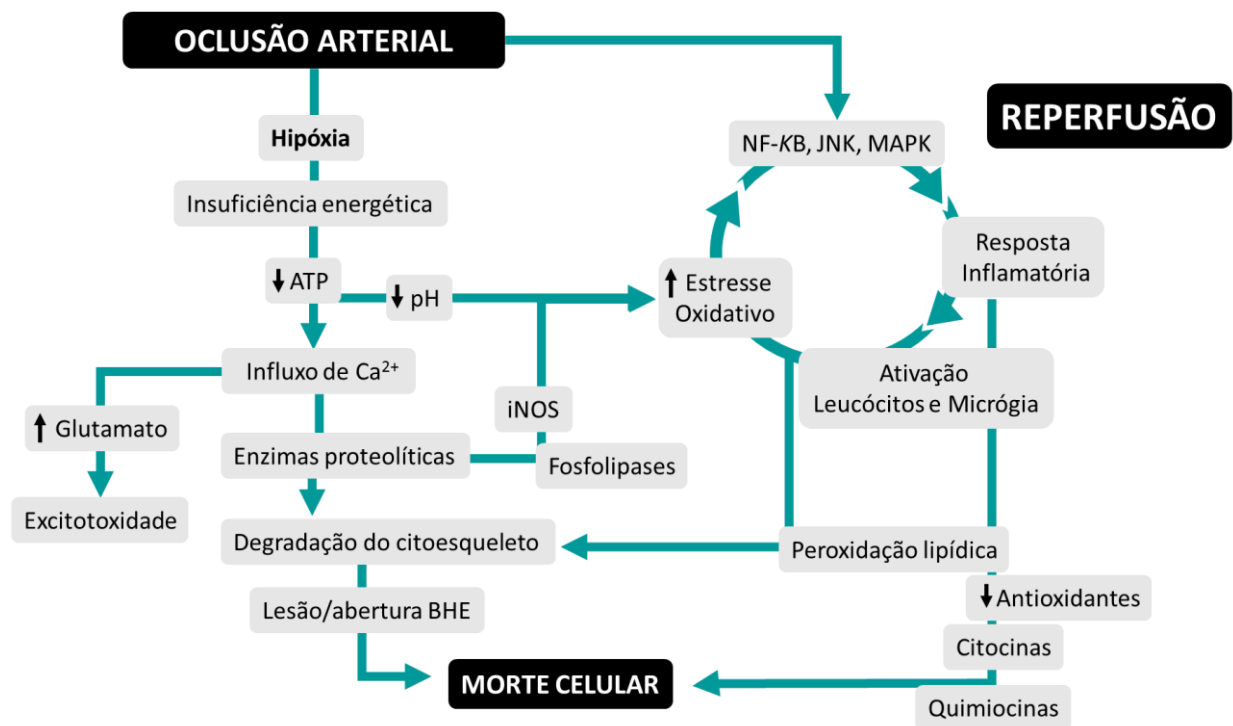 OCLUSÃO ARTERIAL
REPERFUSÃO
Hipóxia
NF-KB, JNK, MAPK
Insuficiência energética
Resposta
Inflamatória
↓ ATP
↓ pH
↑ Estresse
Oxidativo
Influxo de Ca²⁺
Ativação
Leucócitos e Micrógia
iNOS
↑ Glutamato
Enzimas proteolíticas
Fosfolipases
Excitotoxidade
Degradação do citoesqueleto
Peroxidação lipídica
Lesão/abertura BHE
↓ Antioxidantes
Citocinas
MORTE CELULAR
Quimiocinas